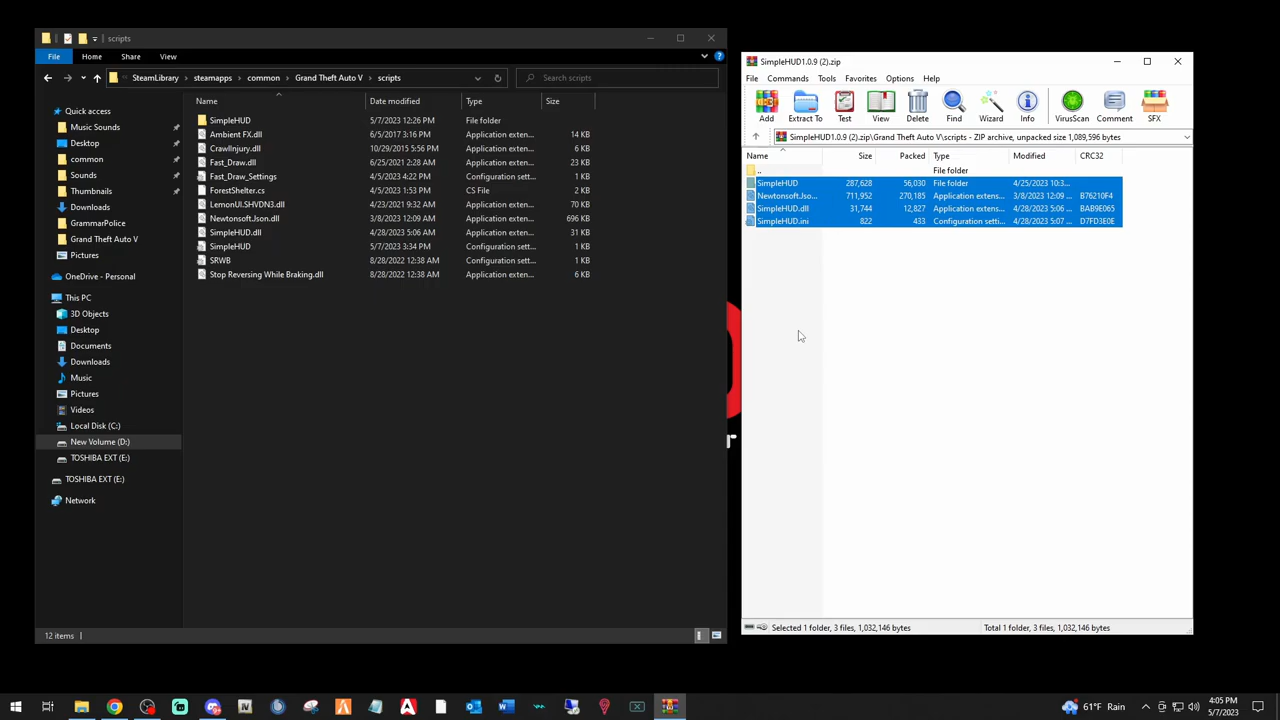 scripts
File Home Share View
SteamLibrary steamapps common Grand Theft Auto V scripts Search scripts
Name Date modified Type Size
Quick access
Music Sounds
Desktop
common
Sounds
Thumbnails
Downloads
GrammarPolice
Grand Theft Auto V
Pictures
OneDrive - Personal
This PC
3D Objects
Desktop
Documents
Downloads
Music
Pictures
Videos
Local Disk (C:)
New Volume (D:)
TOSHIBA EXT (E:)
TOSHIBA EXT (E:)
Network
SimpleHUD 5/7/2023 12:26 PM File folder
Ambient FX.dll 6/5/2017 3:16 PM Application exten... 14 KB
CrawlInjury.dll 10/29/2015 5:56 PM Application exten... 6 KB
Fast_Draw.dll 6/25/2021 2:28 AM Application exten... 23 KB
Fast_Draw_Settings 4/5/2023 4:22 PM Configuration sett... 1 KB
ForestShelter.cs 4/5/2023 1:53 PM CS File 2 KB
LemonUI.SHVDN3.dll 4/30/2021 9:32 AM Application exten... 70 KB
Newtonsoft.Json.dll 3/8/2023 12:09 AM Application exten... 696 KB
SimpleHUD.dll 4/28/2023 5:06 AM Application exten... 31 KB
SimpleHUD 5/7/2023 3:34 PM Configuration sett... 1 KB
SRWB 8/28/2022 12:38 AM Configuration sett... 1 KB
Stop Reversing While Braking.dll 8/28/2022 12:38 AM Application exten... 6 KB
12 items
SimpleHUD1.0.9 (2).zip
File Commands Tools Favorites Options Help
Add Extract To Test View Delete Find Wizard Info VirusScan Comment SFX
SimpleHUD1.0.9 (2).zip\Grand Theft Auto V\scripts - ZIP archive, unpacked size 1,089,596 bytes
Name Size Packed Type Modified CRC32
.. File folder
SimpleHUD 287,628 56,030 File folder 4/25/2023 10:3...
Newtonsoft.Jso... 711,952 270,185 Application extens... 3/8/2023 12:09 ... B76210F4
SimpleHUD.dll 31,744 12,827 Application extens... 4/28/2023 5:06 ... BAB9E065
SimpleHUD.ini 822 433 Configuration setti... 4/28/2023 5:07 ... D7FD3E0E
Selected 1 folder, 3 files, 1,032,146 bytes Total 1 folder, 3 files, 1,032,146 bytes
61°F Rain
4:05 PM
5/7/2023